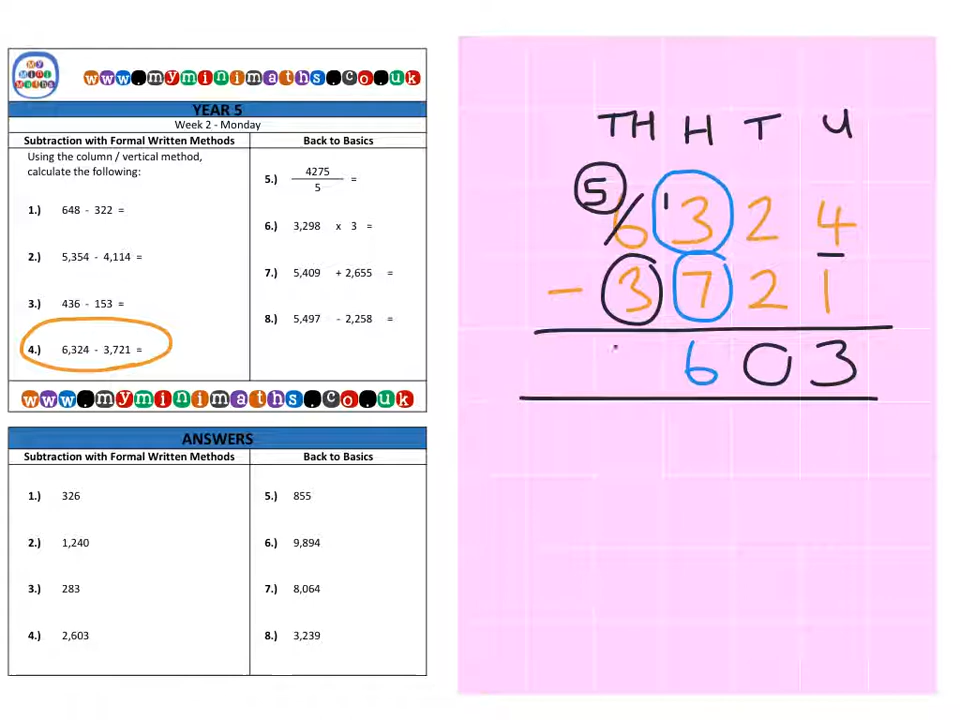 My
Mini
Maths
www.myminimaths.co.uk
YEAR 5
Week 2 - Monday
Subtraction with Formal Written Methods
Using the column / vertical method,
calculate the following:
1.) 648 - 322 =
2.) 5,354 - 4,114 =
3.) 436 - 153 =
4.) 6,324 - 3,721 =
Back to Basics
5.) 4275
5 =
6.) 3,298 x 3 =
7.) 5,409 + 2,655 =
8.) 5,497 - 2,258 =
www.myminimaths.co.uk
ANSWERS
Subtraction with Formal Written Methods
1.) 326
2.) 1,240
3.) 283
4.) 2,603
Back to Basics
5.) 855
6.) 9,894
7.) 8,064
8.) 3,239
TH H T U
5 6 1 3 2 4
- 3 7 2 1
6 0 3